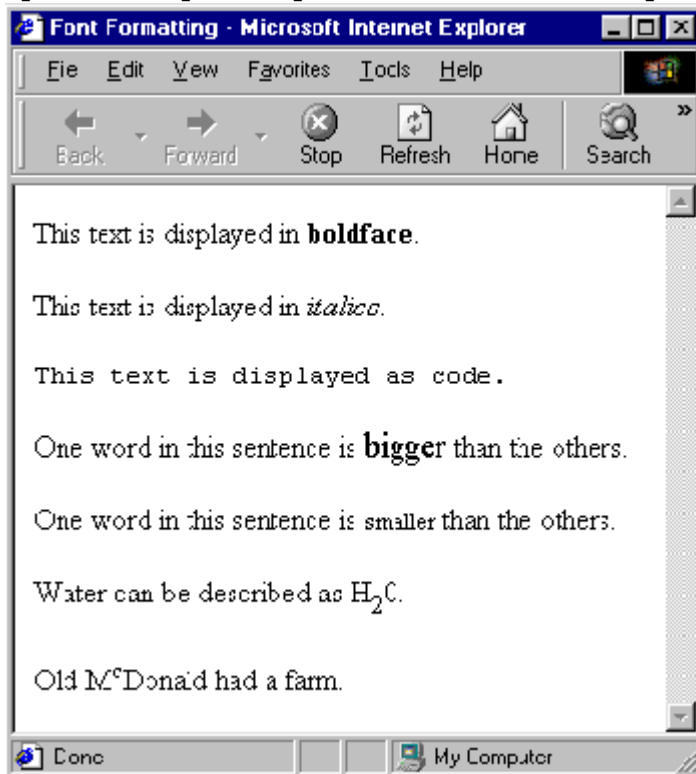 Font Formatting - Microsoft Internet Explorer
File Edit View Favorites Tools Help
Back Forward Stop Refresh Home Search »
This text is displayed in boldface.
This text is displayed in italics.
This text is displayed as code.
One word in this sentence is bigger than the others.
One word in this sentence is smaller than the others.
Water can be described as H₂O.
Old MᶜDonald had a farm.
Done My Computer